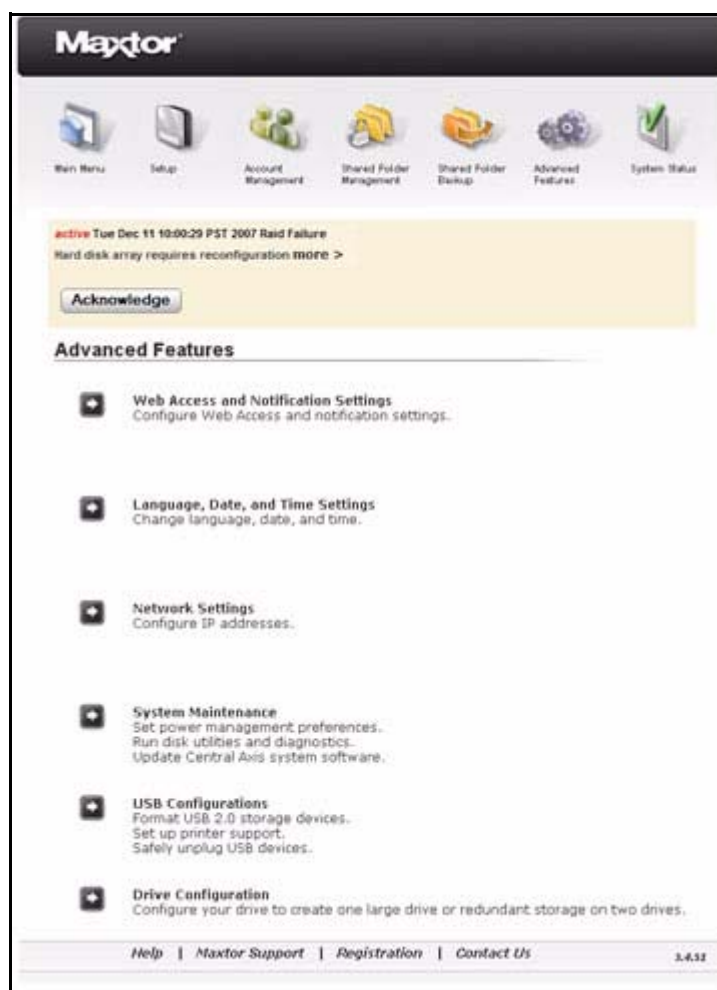 Maxtor
Main Menu
Setup
Account Management
Shared Folder Management
Shared Folder Backup
Advanced Features
System Status
active Tue Dec 11 10:00:29 PST 2007 Raid Failure
Hard disk array requires reconfiguration more >
Acknowledge
Advanced Features
Web Access and Notification Settings
Configure Web Access and notification settings.
Language, Date, and Time Settings
Change language, date, and time.
Network Settings
Configure IP addresses.
System Maintenance
Set power management preferences.
Run disk utilities and diagnostics.
Update Central Axis system software.
USB Configurations
Format USB 2.0 storage devices.
Set up printer support.
Safely unplug USB devices.
Drive Configuration
Configure your drive to create one large drive or redundant storage on two drives.
Help | Maxtor Support | Registration | Contact Us